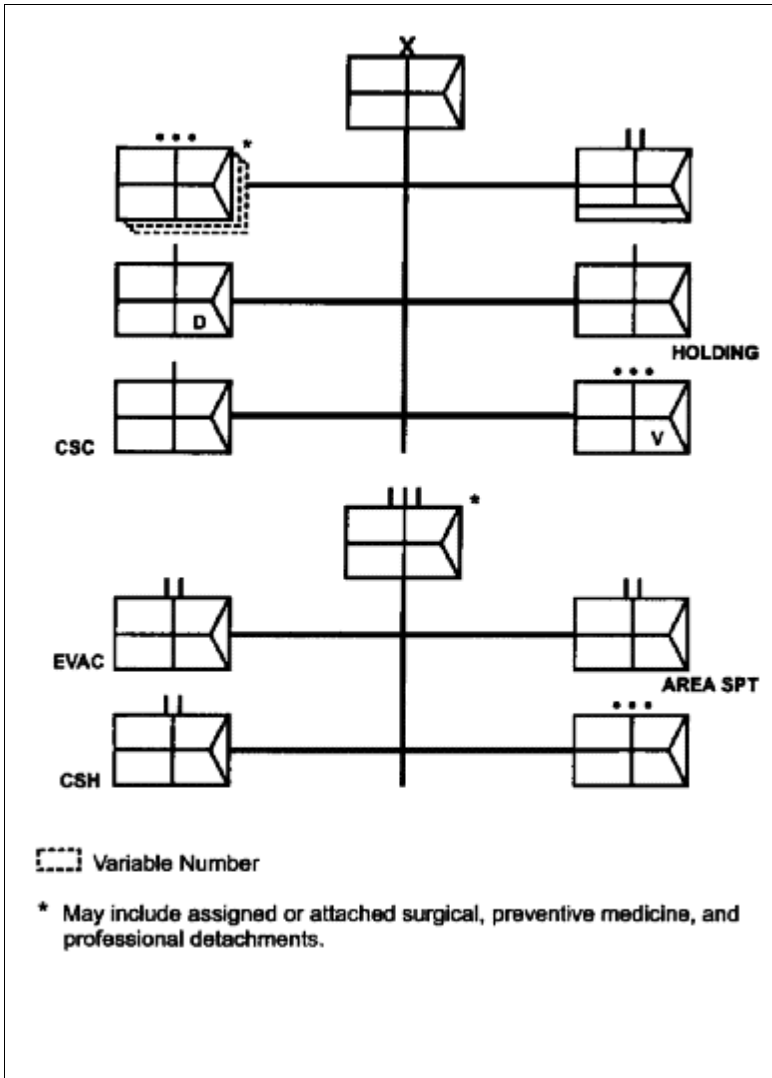 X
*
D
HOLDING
CSC
V
*
EVAC
AREA SPT
CSH
Variable Number
* May include assigned or attached surgical, preventive medicine, and
professional detachments.